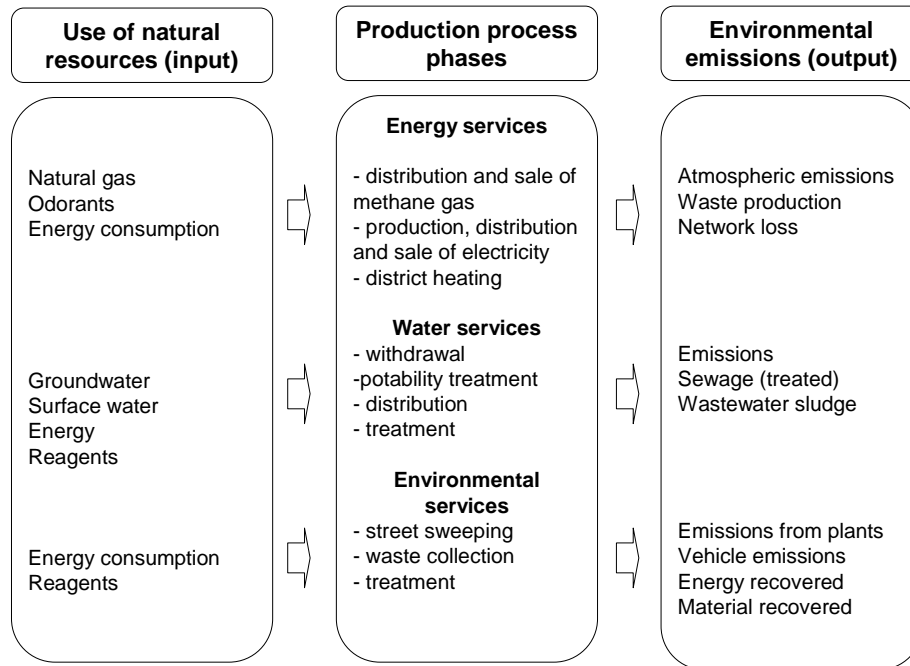 Use of natural
resources (input)
Production process
phases
Environmental
emissions (output)
Natural gas
Odorants
Energy consumption
Groundwater
Surface water
Energy
Reagents
Energy consumption
Reagents
Energy services
- distribution and sale of
methane gas
- production, distribution
and sale of electricity
- district heating
Water services
- withdrawal
-potability treatment
- distribution
- treatment
Environmental
services
- street sweeping
- waste collection
- treatment
Atmospheric emissions
Waste production
Network loss
Emissions
Sewage (treated)
Wastewater sludge
Emissions from plants
Vehicle emissions
Energy recovered
Material recovered